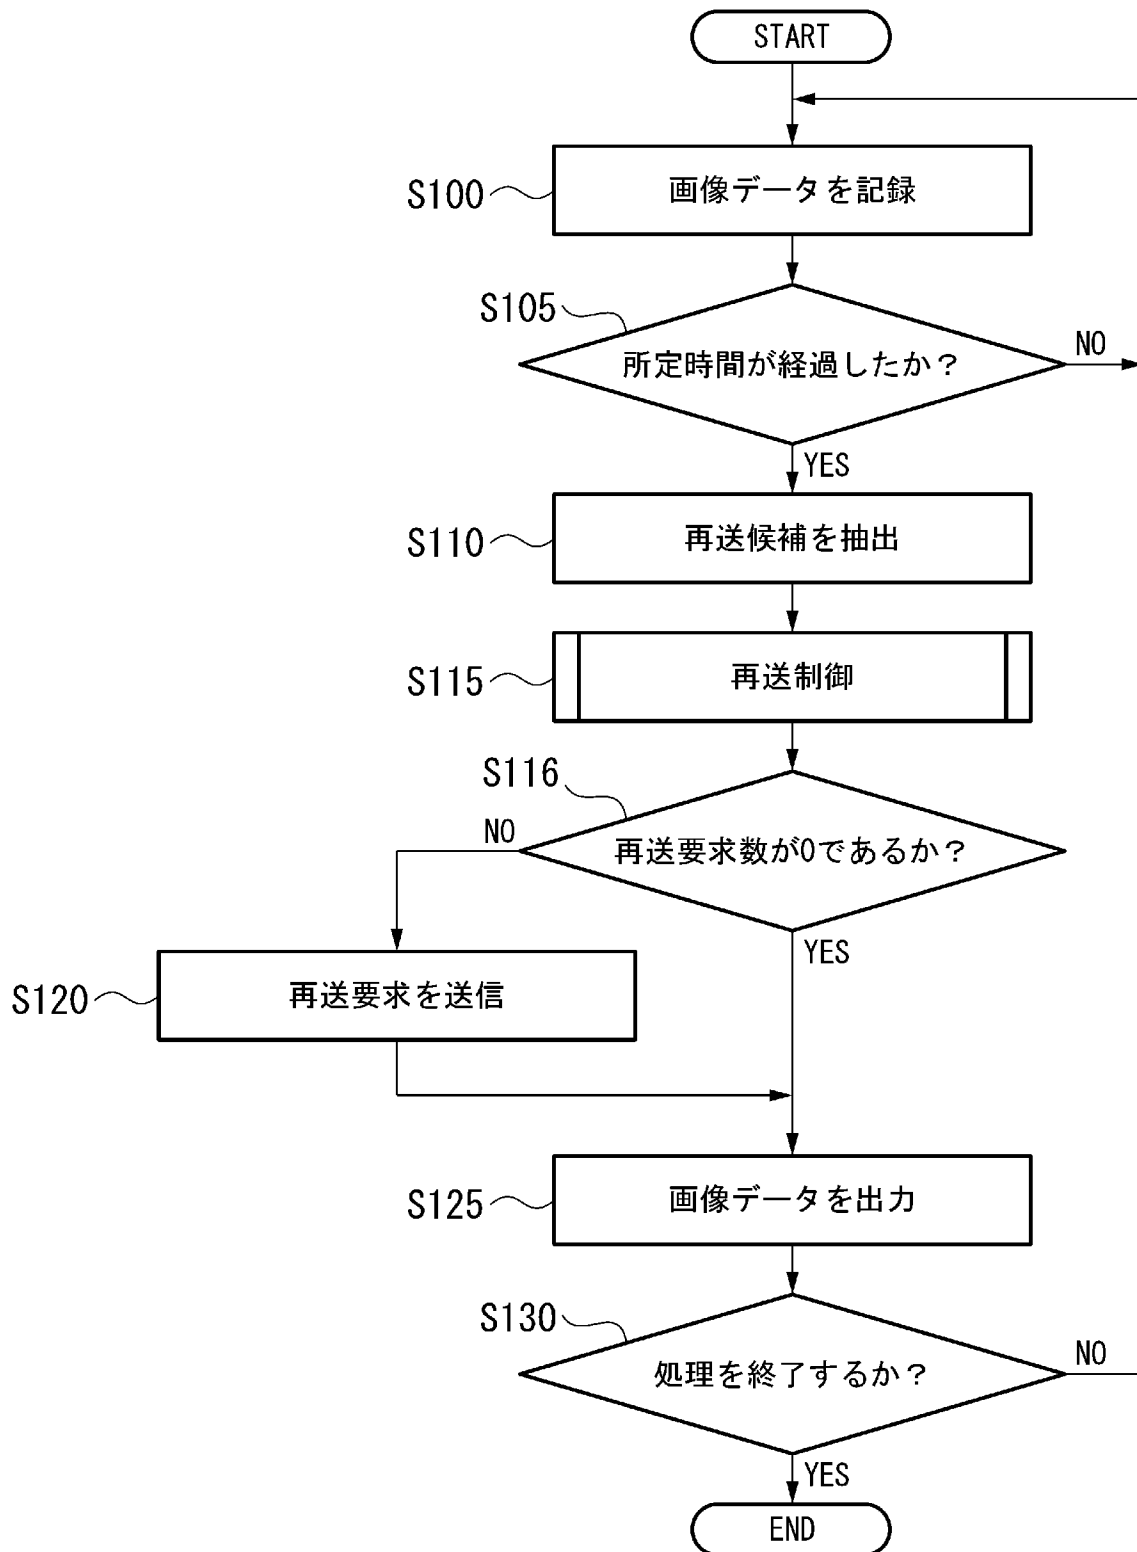 START
S100
画像データを記録
S105
所定時間が経過したか？
NO
YES
S110
再送候補を抽出
S115
再送制御
S116
NO
再送要求数が0であるか？
YES
S120
再送要求を送信
S125
画像データを出力
S130
処理を終了するか？
NO
YES
END